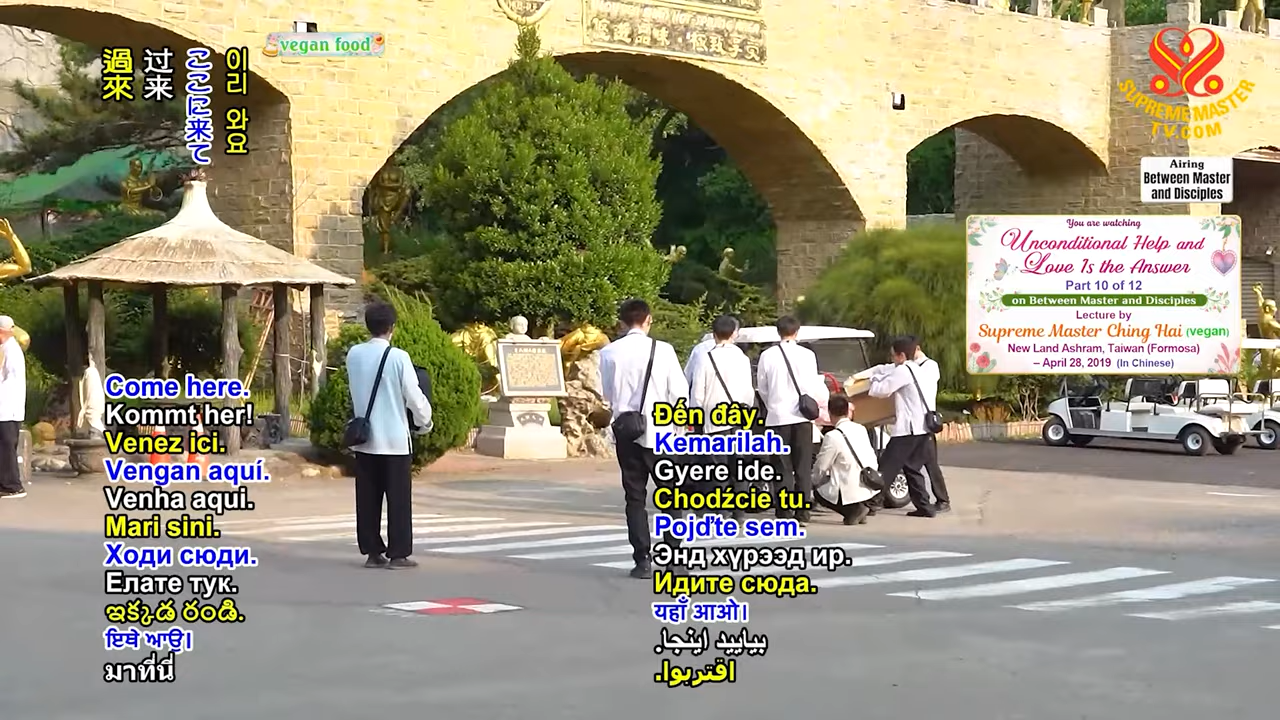 이리 와요
ここに来て
过来
過來
vegan food
SUPREME MASTER
TV.COM
Airing
Between Master
and Disciples
You are watching
Unconditional Help and
Love Is the Answer
Part 10 of 12
on Between Master and Disciples
Lecture by
Supreme Master Ching Hai (vegan)
New Land Ashram, Taiwan (Formosa)
– April 28, 2019 (In Chinese)
Come here.
Kommt her!
Venez ici.
Vengan aquí.
Venha aqui.
Mari sini.
Ходи сюди.
Елате тук.
ఇక్కడ రండి.
ਇਥੇ ਆਉ।
มาที่นี่
Đến đây.
Kemarilah.
Gyere ide.
Chodźcie tu.
Pojďte sem.
Энд хүрээд ир.
Идите сюда.
यहाँ आओ।
بیایید اینجا.
اقتربوا.